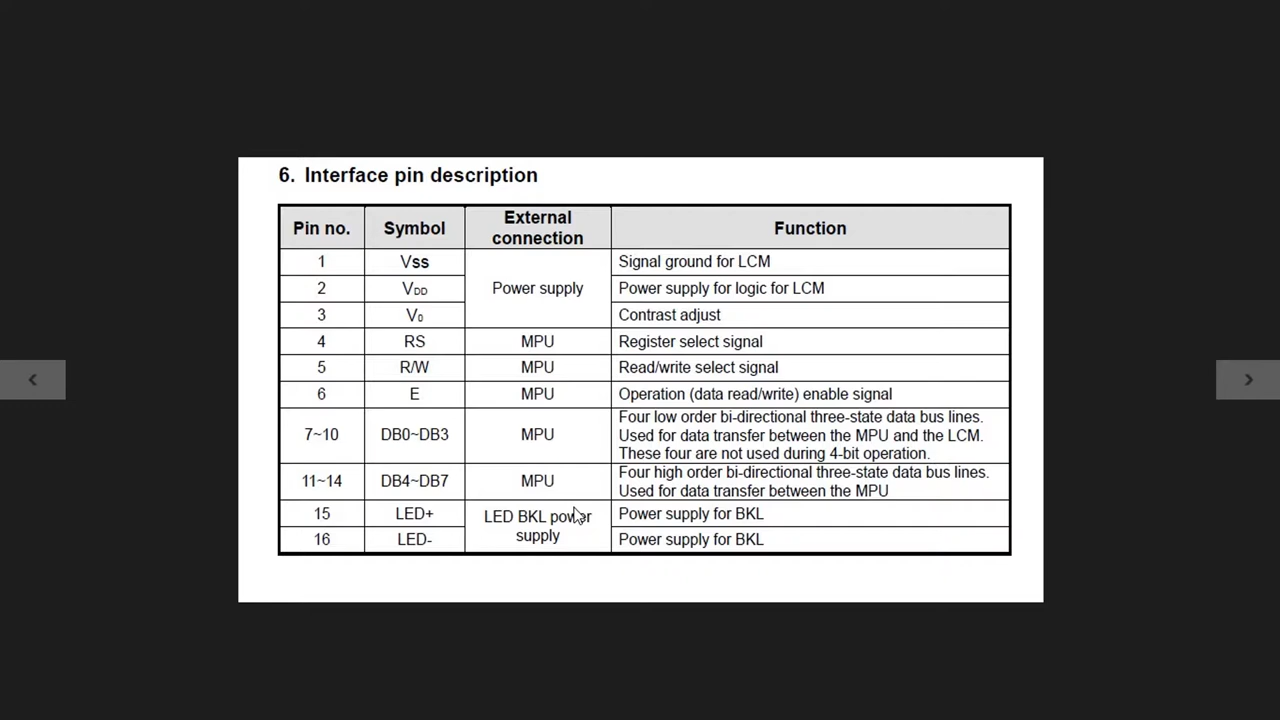 6. Interface pin description
Pin no. Symbol External connection Function
1 Vss Power supply Signal ground for LCM
2 VDD Power supply for logic for LCM
3 V0 Contrast adjust
4 RS MPU Register select signal
5 R/W MPU Read/write select signal
6 E MPU Operation (data read/write) enable signal
7~10 DB0~DB3 MPU Four low order bi-directional three-state data bus lines.
Used for data transfer between the MPU and the LCM.
These four are not used during 4-bit operation.
11~14 DB4~DB7 MPU Four high order bi-directional three-state data bus lines.
Used for data transfer between the MPU
15 LED+ LED BKL power supply Power supply for BKL
16 LED- Power supply for BKL